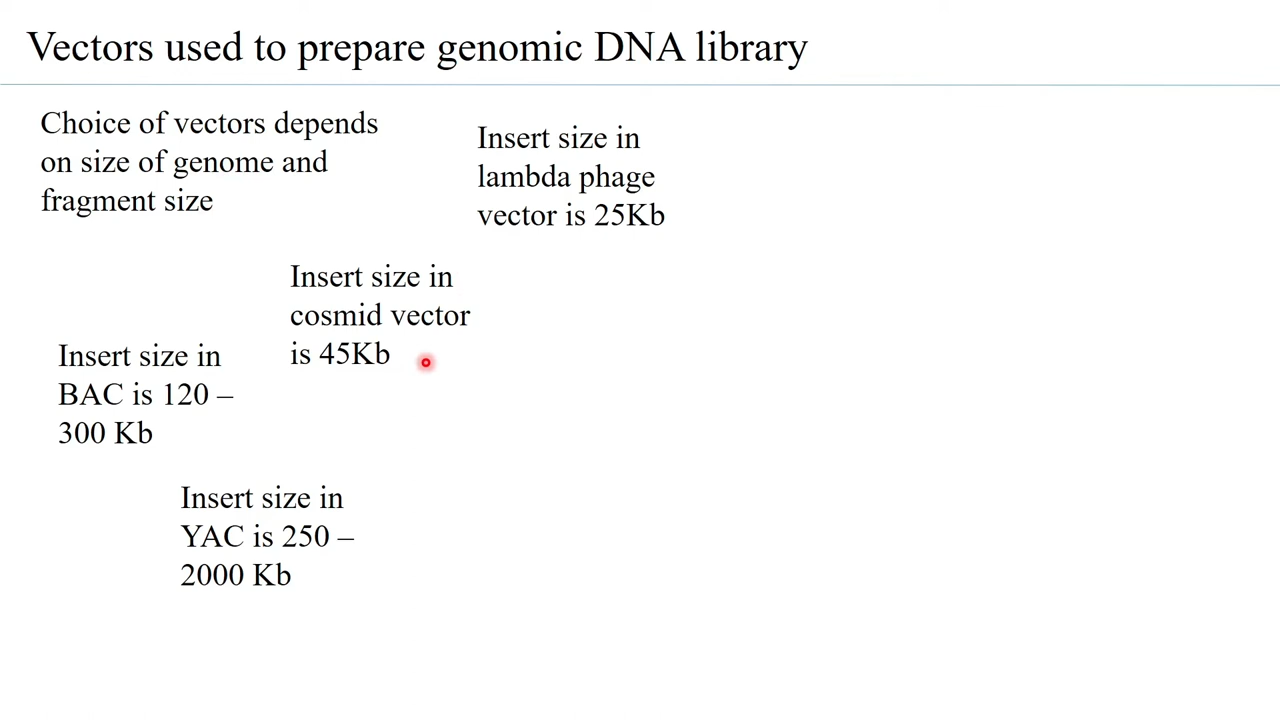 Vectors used to prepare genomic DNA library
Choice of vectors depends
on size of genome and
fragment size
Insert size in
lambda phage
vector is 25Kb
Insert size in
cosmid vector
is 45Kb
Insert size in
BAC is 120 –
300 Kb
Insert size in
YAC is 250 –
2000 Kb